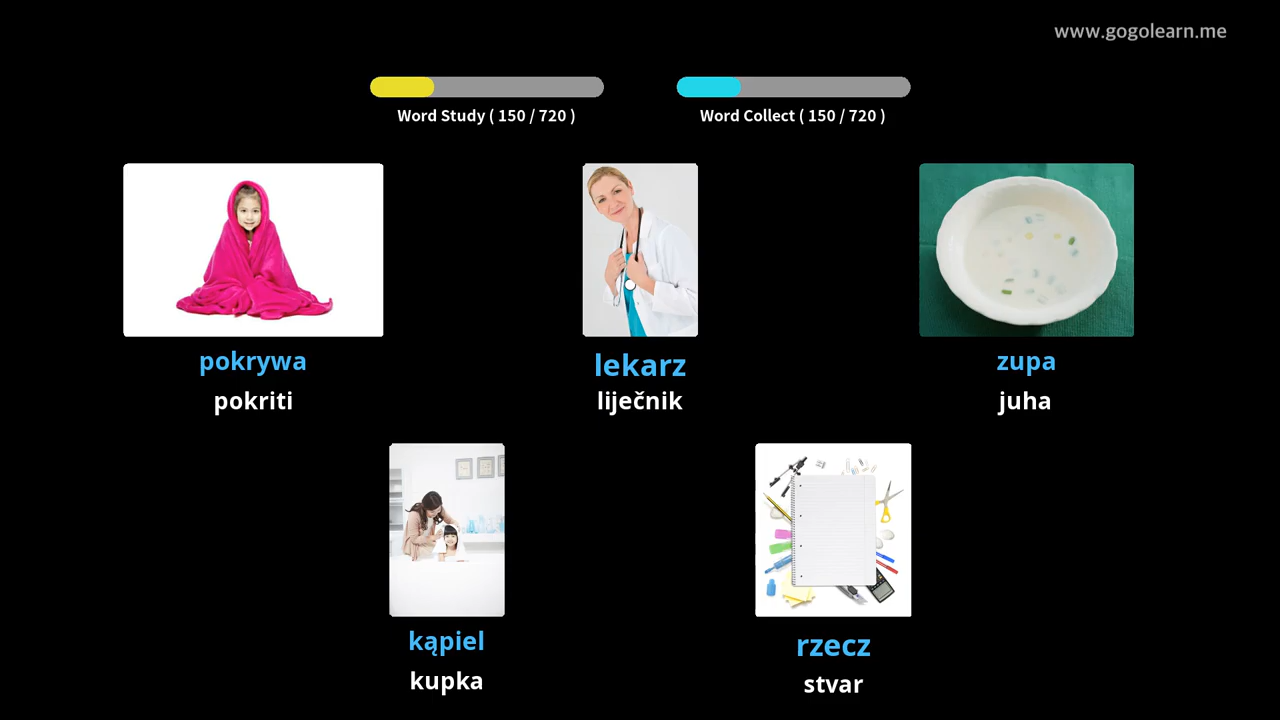 www.gogolearn.me
Word Study ( 150 / 720 )
Word Collect ( 150 / 720 )
pokrywa
pokriti
lekarz
liječnik
zupa
juha
kąpiel
kupka
rzecz
stvar